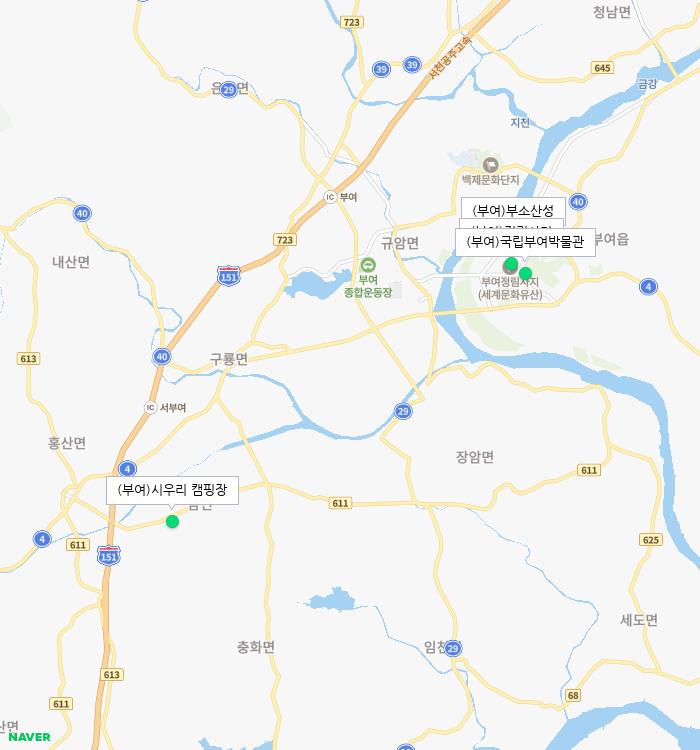 723
청남면
39
39
645
29
서천공주고속
금강
지천
백제문화단지
IC 부여
40
(부여)부소산성
40
723
규암면
(부여)국립부여박물관
부여읍
내산면
151
부여
종합운동장
부여정림사지
(세계문화유산)
4
613
40
구룡면
IC 서부여
29
홍산면
4
장암면
611
(부여)시우리 캠핑장
611
4
611
151
625
충화면
29
세도면
613
68
611
NAVER